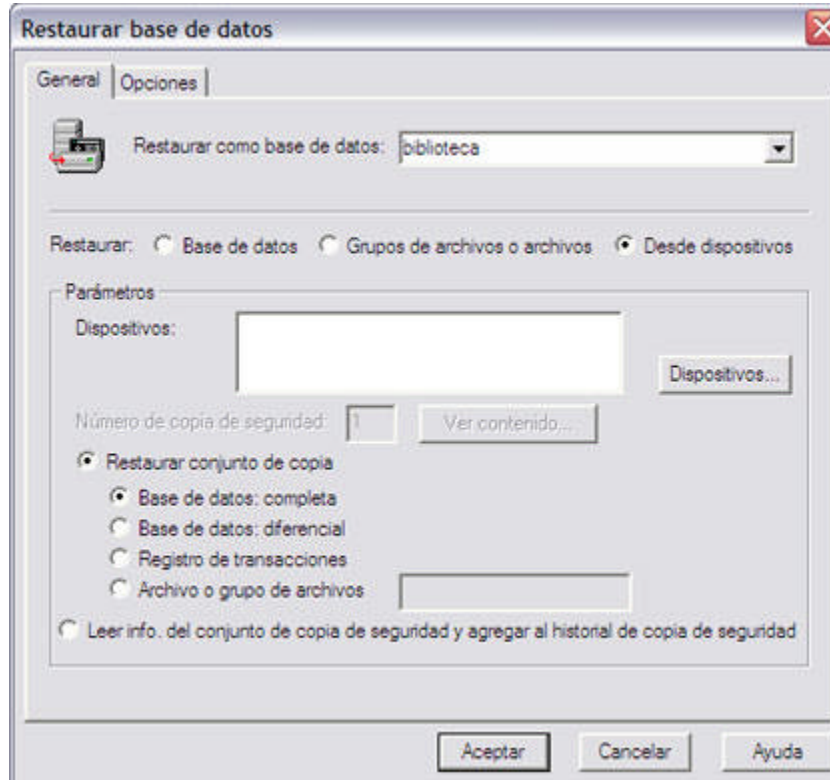 Restaurar base de datos
General Opciones
Restaurar como base de datos: biblioteca
Restaurar: Base de datos Grupos de archivos o archivos Desde dispositivos
Parámetros
Dispositivos:
Dispositivos...
Número de copia de seguridad: 1 Ver contenido...
Restaurar conjunto de copia
Base de datos: completa
Base de datos: diferencial
Registro de transacciones
Archivo o grupo de archivos
Leer info. del conjunto de copia de seguridad y agregar al historial de copia de seguridad
Aceptar Cancelar Ayuda